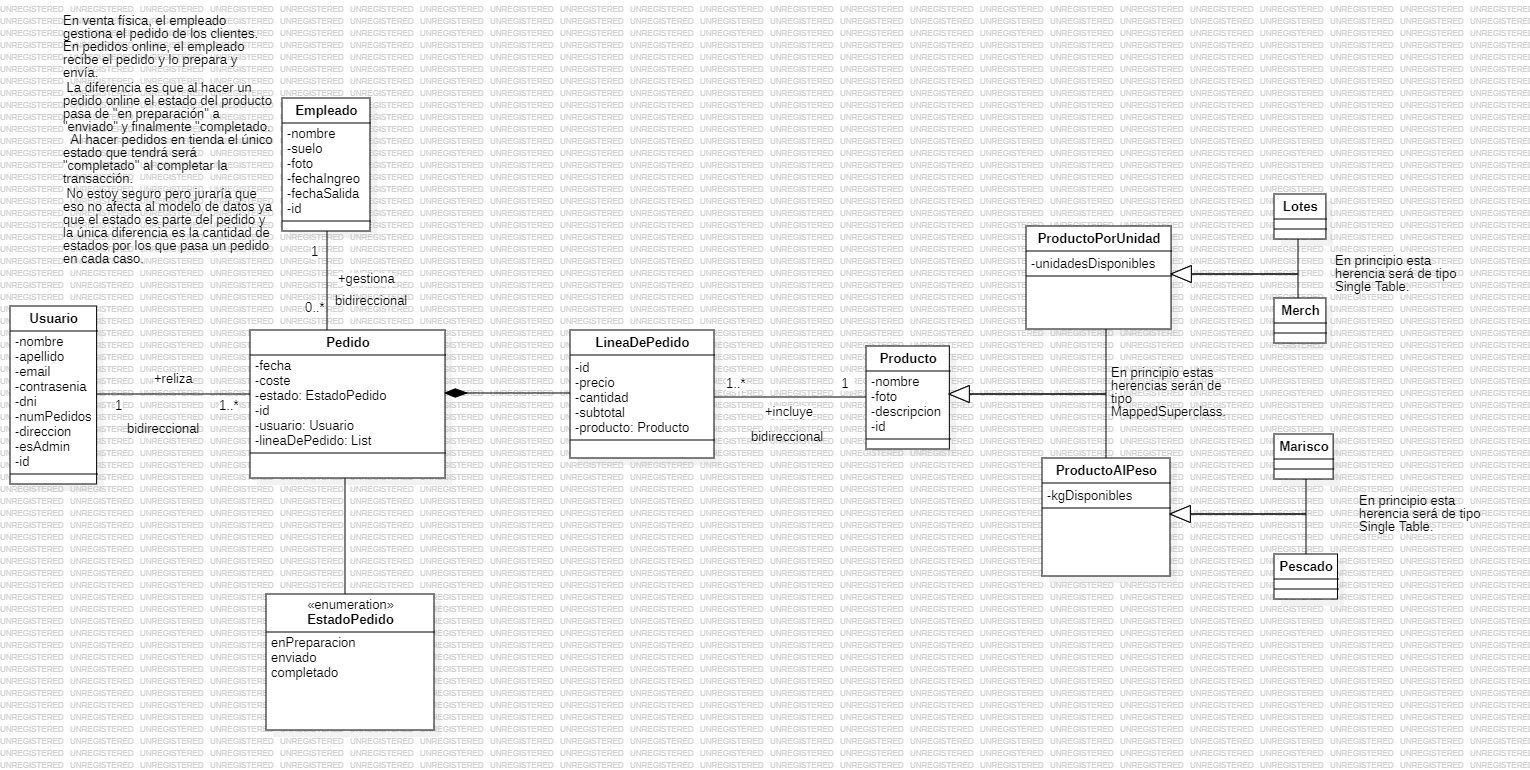 En venta física, el empleado
gestiona el pedido de los clientes.
En pedidos online, el empleado
recibe el pedido y lo prepara y
envía.
La diferencia es que al hacer un
pedido online el estado del producto
pasa de "en preparación" a
"enviado" y finalmente "completado.
Al hacer pedidos en tienda el único
estado que tendrá será
"completado" al completar la
transacción.
No estoy seguro pero juraría que
eso no afecta al modelo de datos ya
que el estado es parte del pedido y
la única diferencia es la cantidad de
estados por los que pasa un pedido
en cada caso.
Empleado
-nombre
-suelo
-foto
-fechaIngreo
-fechaSalida
-id
1
+gestiona
bidireccional
0..*
Usuario
-nombre
-apellido
-email
-contrasenia
-dni
-numPedidos
-direccion
-esAdmin
-id
+reliza
1
1..*
bidireccional
Pedido
-fecha
-coste
-estado: EstadoPedido
-id
-usuario: Usuario
-lineaDePedido: List
«enumeration»
EstadoPedido
enPreparacion
enviado
completado
LineaDePedido
-id
-precio
-cantidad
-subtotal
-producto: Producto
1..*
1
+incluye
bidireccional
Producto
-nombre
-foto
-descripcion
-id
ProductoPorUnidad
-unidadesDisponibles
En principio estas
herencias serán de
tipo
MappedSuperclass.
ProductoAlPeso
-kgDisponibles
Lotes
En principio esta
herencia será de tipo
Single Table.
Merch
Marisco
En principio esta
herencia será de tipo
Single Table.
Pescado
UNREGISTERED